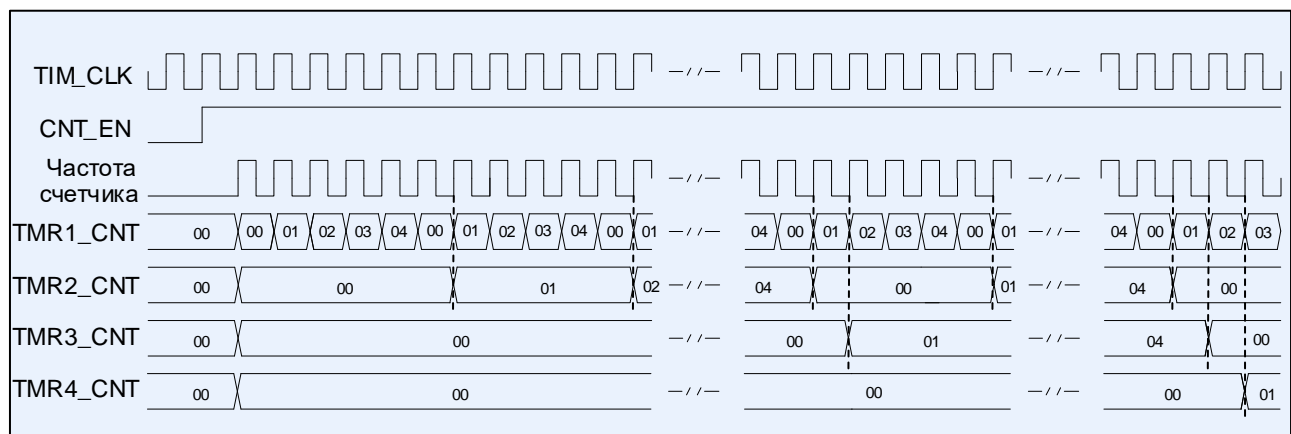 TIM_CLK
CNT_EN
Частота
счетчика
TMR1_CNT 00 00 01 02 03 04 00 01 02 03 04 00 01 04 00 01 02 03 04 00 01 04 00 01 02 03
TMR2_CNT 00 00 01 02 04 00 01 04 00
TMR3_CNT 00 00 00 01 04 00
TMR4_CNT 00 00 00 00 01